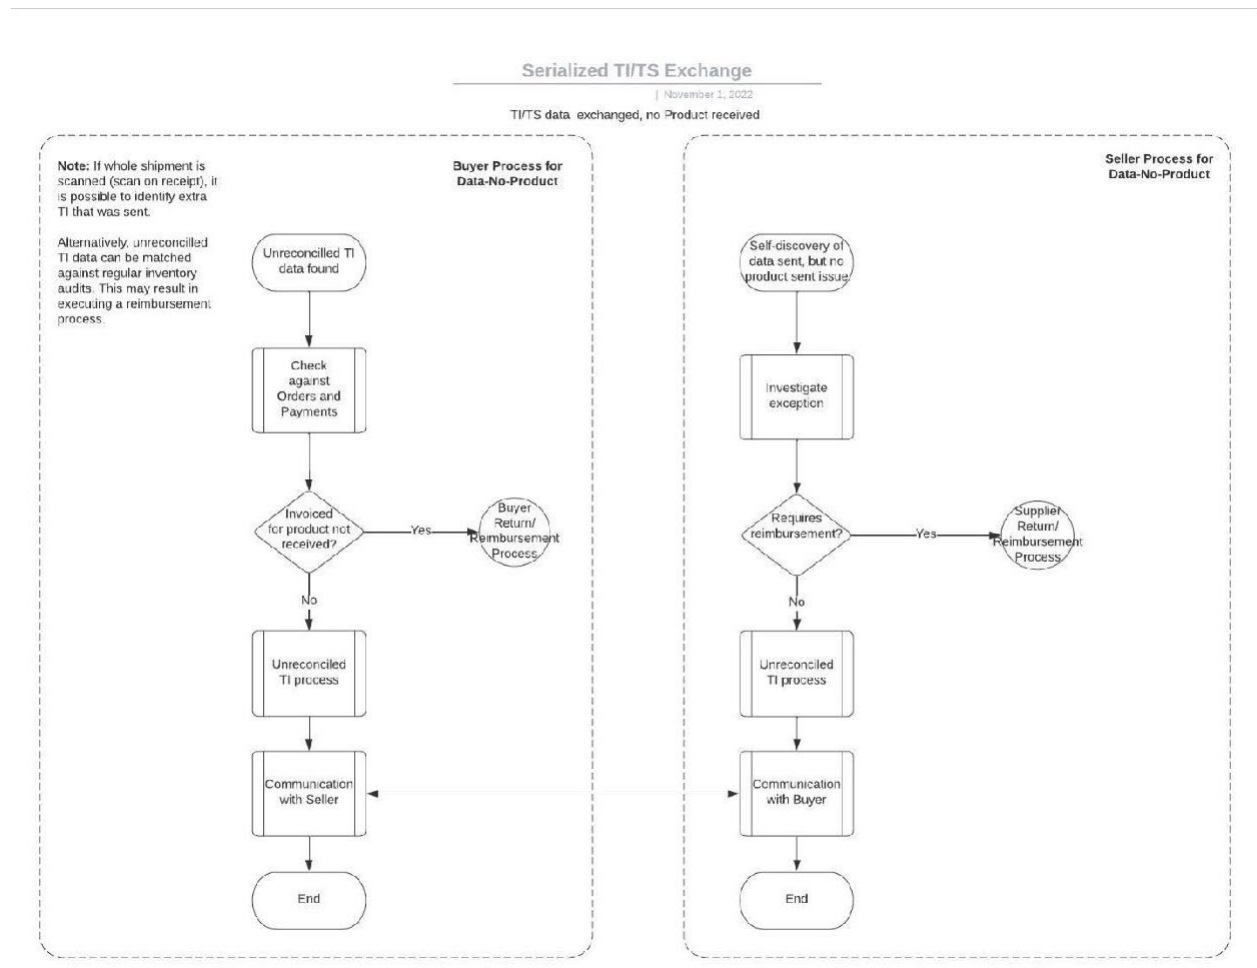 Serialized TI/TS Exchange
| November 1, 2022
TI/TS data exchanged, no Product received
Note: If whole shipment is
scanned (scan on receipt), it
is possible to identify extra
TI that was sent.
Alternatively, unreconcilled
TI data can be matched
against regular inventory
audits. This may result in
executing a reimbursement
process.
Buyer Process for
Data-No-Product
Unreconcilled TI
data found
Check
against
Orders and
Payments
Invoiced
for product not
received?
Yes
Buyer
Return/
Reimbursement
Process
No
Unreconciled
TI process
Communication
with Seller
End
Seller Process for
Data-No-Product
Self-discovery of
data sent, but no
product sent issue
Investigate
exception
Requires
reimbursement?
Yes
Supplier
Return/
Reimbursement
Process
No
Unreconciled
TI process
Communication
with Buyer
End